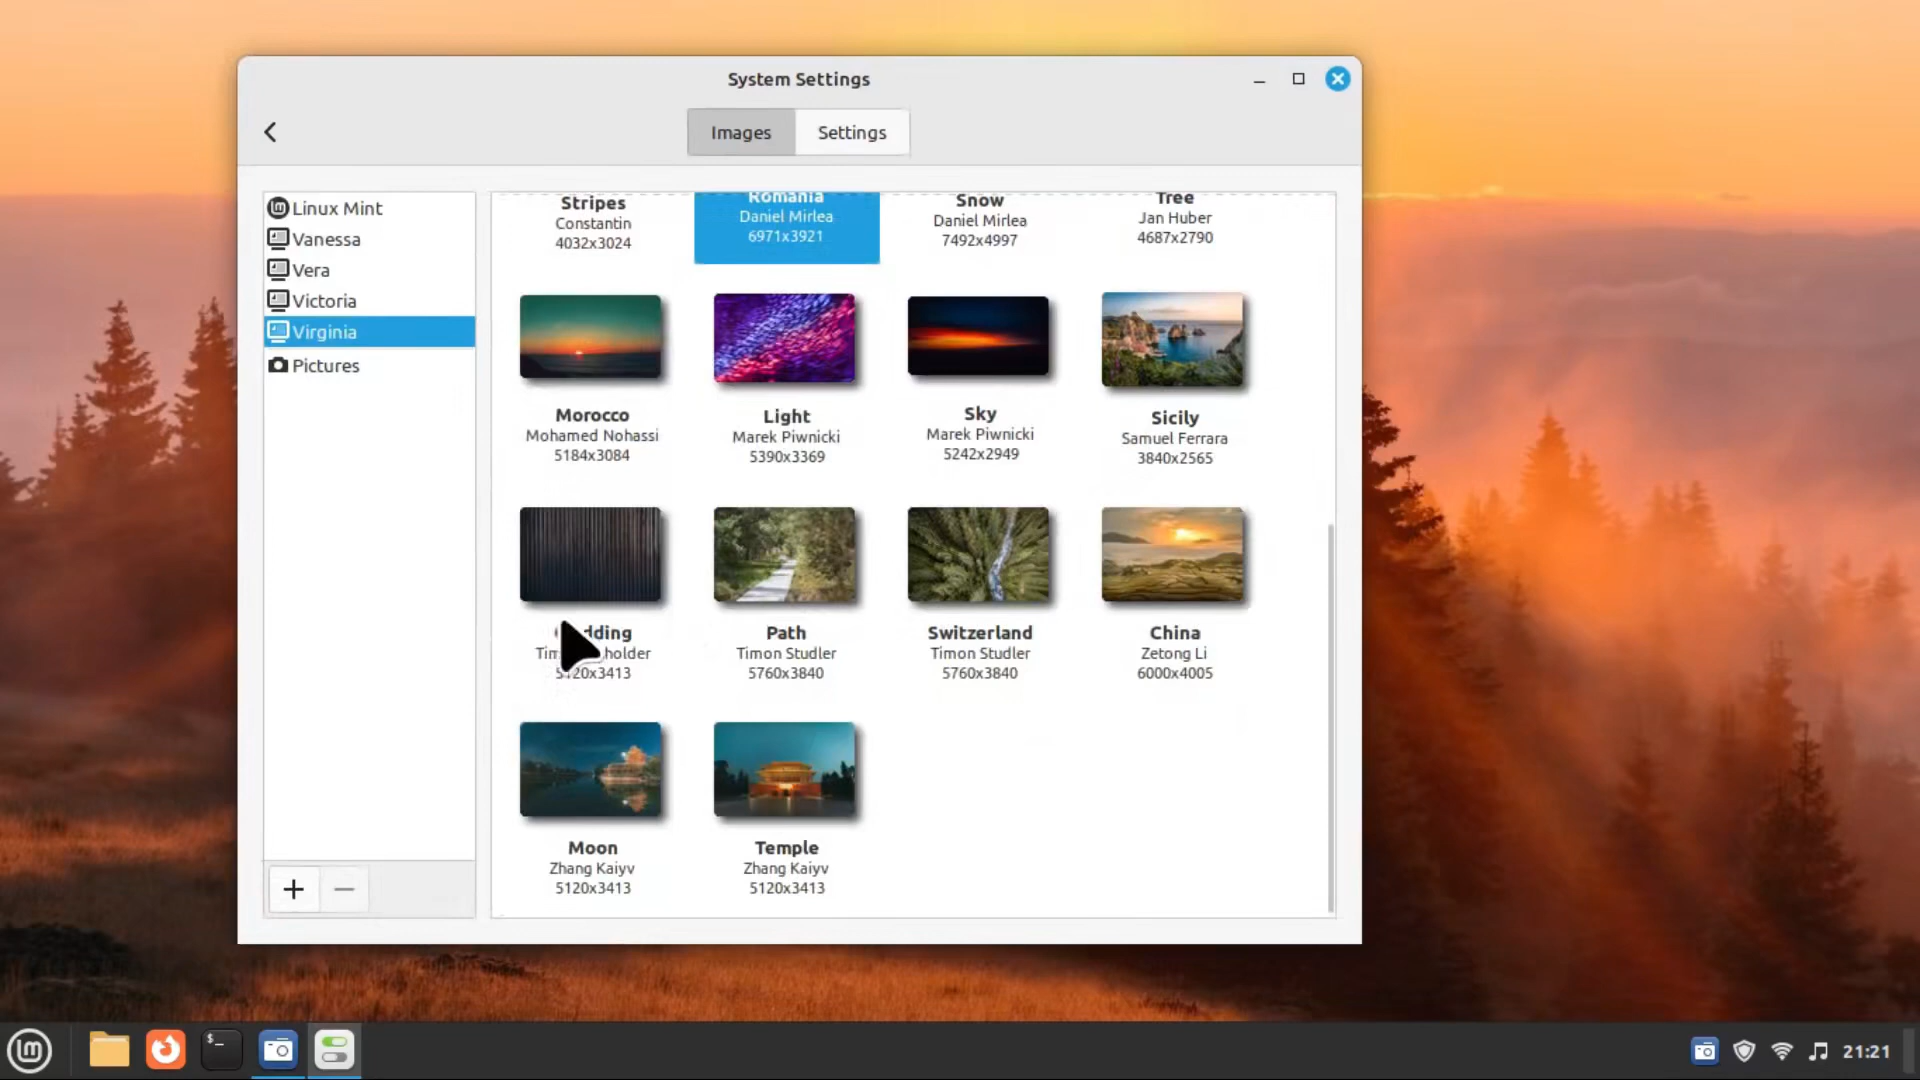 System Settings
Images
Settings
Linux Mint
Vanessa
Vera
Victoria
Virginia
Pictures
Stripes
Constantin
4032x3024
Romania
Daniel Mirlea
6971x3921
Snow
Daniel Mirlea
7492x4997
Tree
Jan Huber
4687x2790
Morocco
Mohamed Nohassi
5184x3084
Light
Marek Piwnicki
5390x3369
Sky
Marek Piwnicki
5242x2949
Sicily
Samuel Ferrara
3840x2565
5120x3413
Path
Timon Studler
5760x3840
Switzerland
Timon Studler
5760x3840
China
Zetong Li
6000x4005
Moon
Zhang Kaiyv
5120x3413
Temple
Zhang Kaiyv
5120x3413
$_
21:21